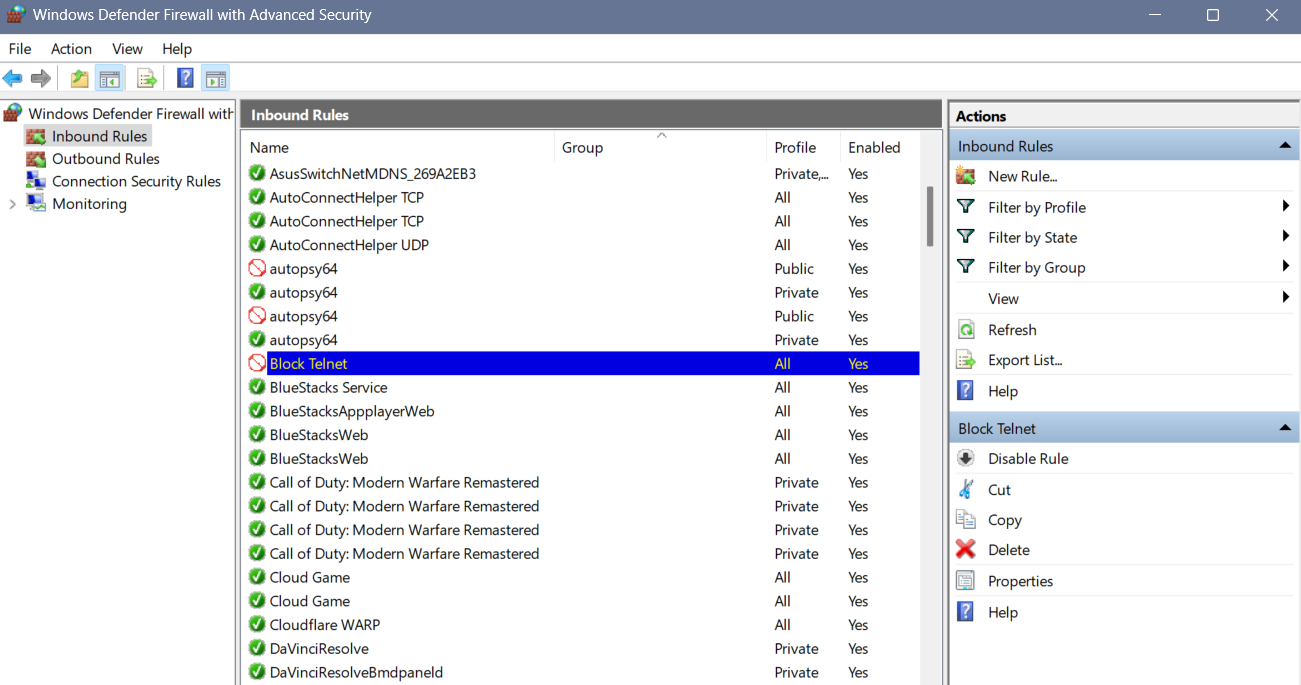 Windows Defender Firewall with Advanced Security
File Action View Help
Windows Defender Firewall with
Inbound Rules
Outbound Rules
Connection Security Rules
Monitoring
Inbound Rules
Name Group Profile Enabled
AsusSwitchNetMDNS_269A2EB3 Private,... Yes
AutoConnectHelper TCP All Yes
AutoConnectHelper TCP All Yes
AutoConnectHelper UDP All Yes
autopsy64 Public Yes
autopsy64 Private Yes
autopsy64 Public Yes
autopsy64 Private Yes
Block Telnet All Yes
BlueStacks Service All Yes
BlueStacksAppplayerWeb All Yes
BlueStacksWeb All Yes
BlueStacksWeb All Yes
Call of Duty: Modern Warfare Remastered Private Yes
Call of Duty: Modern Warfare Remastered Private Yes
Call of Duty: Modern Warfare Remastered Private Yes
Call of Duty: Modern Warfare Remastered Private Yes
Cloud Game All Yes
Cloud Game All Yes
Cloudflare WARP All Yes
DaVinciResolve Private Yes
DaVinciResolveBmdpaneld Private Yes
Actions
Inbound Rules
New Rule...
Filter by Profile
Filter by State
Filter by Group
View
Refresh
Export List...
Help
Block Telnet
Disable Rule
Cut
Copy
Delete
Properties
Help